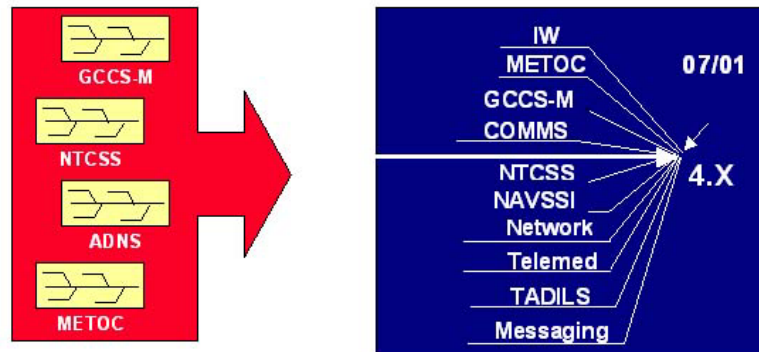 GCCS-M
NTCSS
ADNS
METOC
IW
METOC
07/01
GCCS-M
COMMS
NTCSS
4.X
NAVSSI
Network
Telemed
TADILS
Messaging